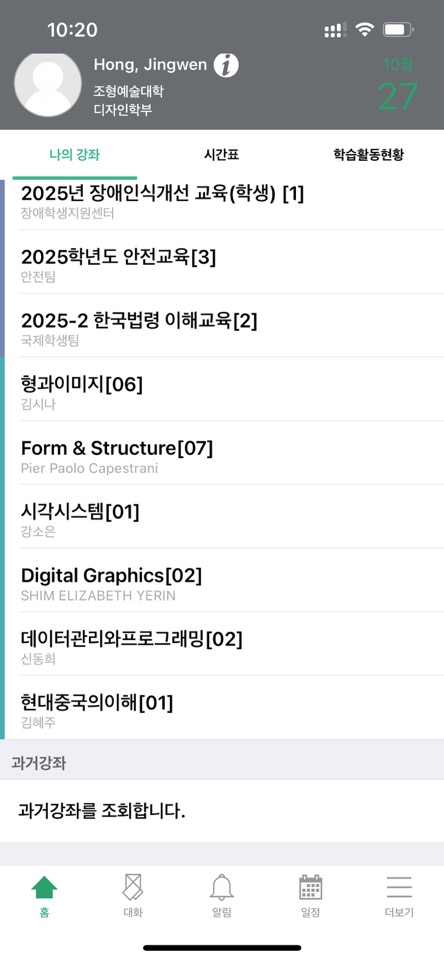 10:20
Hong, Jingwen i
조형예술대학
디자인학부
10월
27
나의 강좌
시간표
학습활동현황
2025년 장애인식개선 교육(학생) [1]
장애학생지원센터
2025학년도 안전교육[3]
안전팀
2025-2 한국법령 이해교육[2]
국제학생팀
형과이미지[06]
김시나
Form & Structure[07]
Pier Paolo Capestrani
시각시스템[01]
강소은
Digital Graphics[02]
SHIM ELIZABETH YERIN
데이터관리와프로그래밍[02]
신동희
현대중국의이해[01]
김혜주
과거강좌
과거강좌를 조회합니다.
홈
대화
알림
일정
더보기